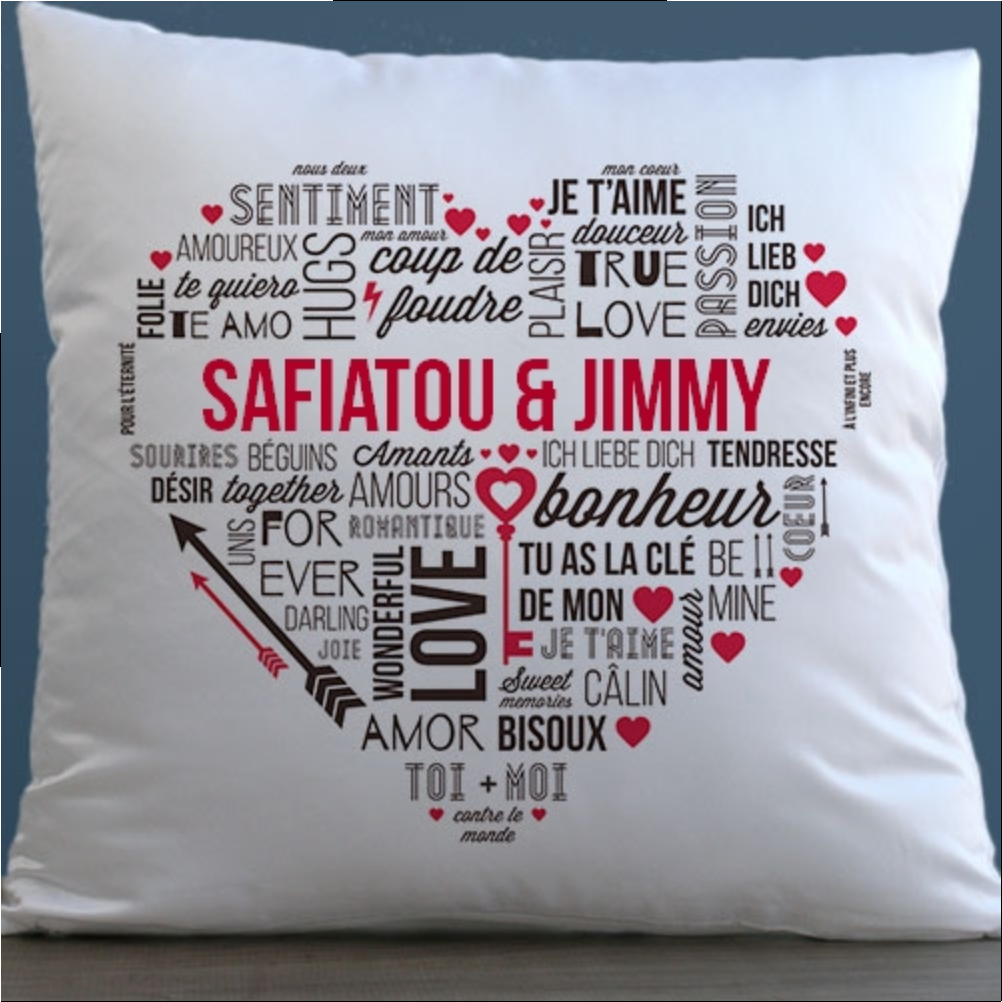 nous deux
mon coeur
SENTIMENT
JE T'AIME
PASSION
ICH
LIEB
DICH
envies
AMOUREUX
HUGS
mon amour
coup de
foudre
PLAISIR
douceur
TRUE
LOVE
FOLIE
te quiero
TE AMO
POUR L'ÉTERNITÉ
À L'INFINI ET PLUS
ENCORE
SAFIATOU & JIMMY
SOURIRES BÉGUINS Amants ICH LIEBE DICH TENDRESSE
DÉSIR together AMOURS bonheur COEUR
UNIS
FOR
EVER
ROMANTIQUE
DARLING
JOIE
WONDERFUL
LOVE
TU AS LA CLÉ
DE MON
JE T'AIME
BE
MINE
amour
Sweet
memories
CÂLIN
AMOR BISOUX
TOI + MOI
contre le
monde